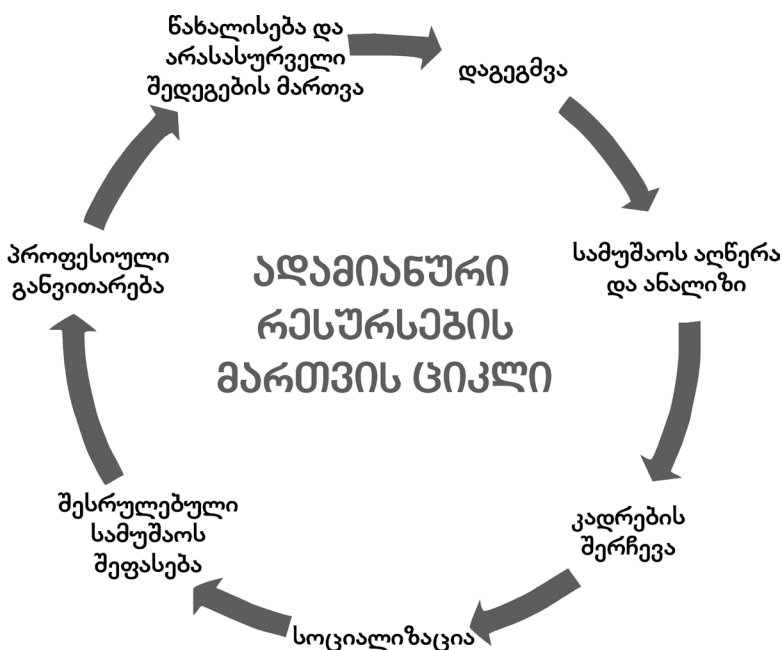 წახალისება და
არასასურველი
შედეგების მართვა
დაგეგმვა
სამუშაოს აღწერა
და ანალიზი
კადრების
შერჩევა
სოციალიზაცია
შესრულებული
სამუშაოს
შეფასება
პროფესიული
განვითარება
ადამიანური
რესურსების
მართვის ციკლი